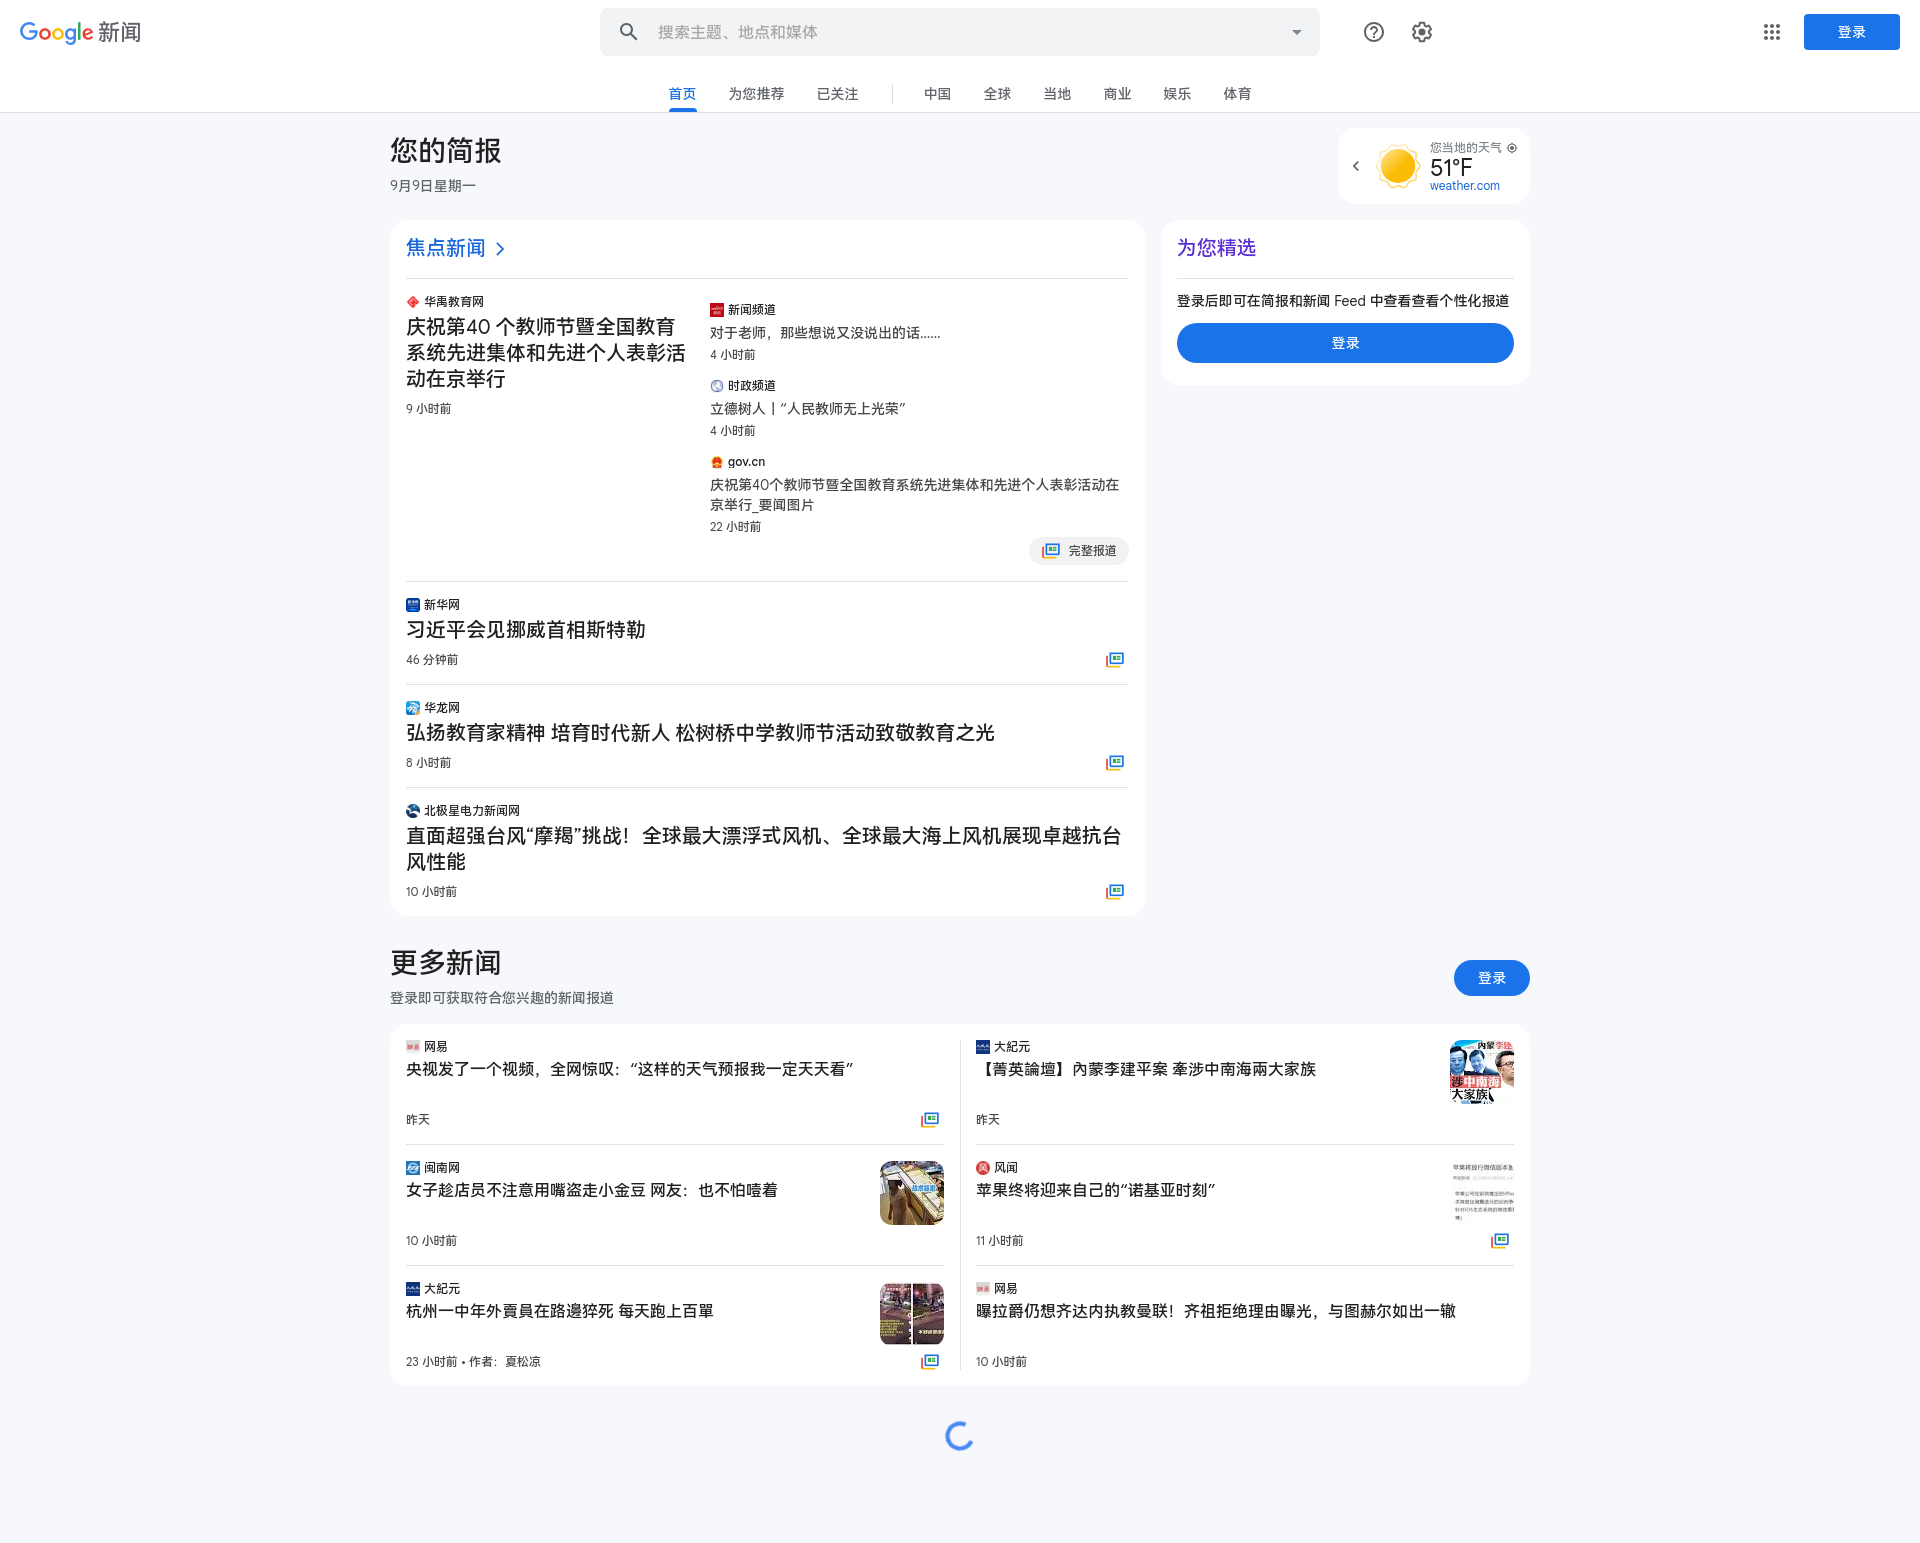 Google 新闻
搜索主题、地点和媒体
登录
首页
为您推荐
已关注
中国
全球
当地
商业
娱乐
体育
您的简报
9月9日星期一
您当地的天气
51°F
weather.com
焦点新闻
华禹教育网
庆祝第40 个教师节暨全国教育
系统先进集体和先进个人表彰活
动在京举行
9 小时前
新闻频道
对于老师，那些想说又没说出的话……
4 小时前
时政频道
立德树人丨“人民教师无上光荣”
4 小时前
gov.cn
庆祝第40个教师节暨全国教育系统先进集体和先进个人表彰活动在
京举行_要闻图片
22 小时前
完整报道
新华网
习近平会见挪威首相斯特勒
46 分钟前
华龙网
弘扬教育家精神 培育时代新人 松树桥中学教师节活动致敬教育之光
8 小时前
北极星电力新闻网
直面超强台风“摩羯”挑战！全球最大漂浮式风机、全球最大海上风机展现卓越抗台
风性能
10 小时前
为您精选
登录后即可在简报和新闻 Feed 中查看查看个性化报道
登录
更多新闻
登录即可获取符合您兴趣的新闻报道
登录
网易
央视发了一个视频，全网惊叹：“这样的天气预报我一定天天看”
昨天
大紀元
【菁英論壇】內蒙李建平案 牽涉中南海兩大家族
内蒙李建
涉中南海
大家族
昨天
闽南网
女子趁店员不注意用嘴盗走小金豆 网友：也不怕噎着
10 小时前
风闻
苹果终将迎来自己的“诺基亚时刻”
11 小时前
大紀元
杭州一中年外賣員在路邊猝死 每天跑上百單
23 小时前 • 作者：夏松凉
网易
曝拉爵仍想齐达内执教曼联！齐祖拒绝理由曝光，与图赫尔如出一辙
10 小时前